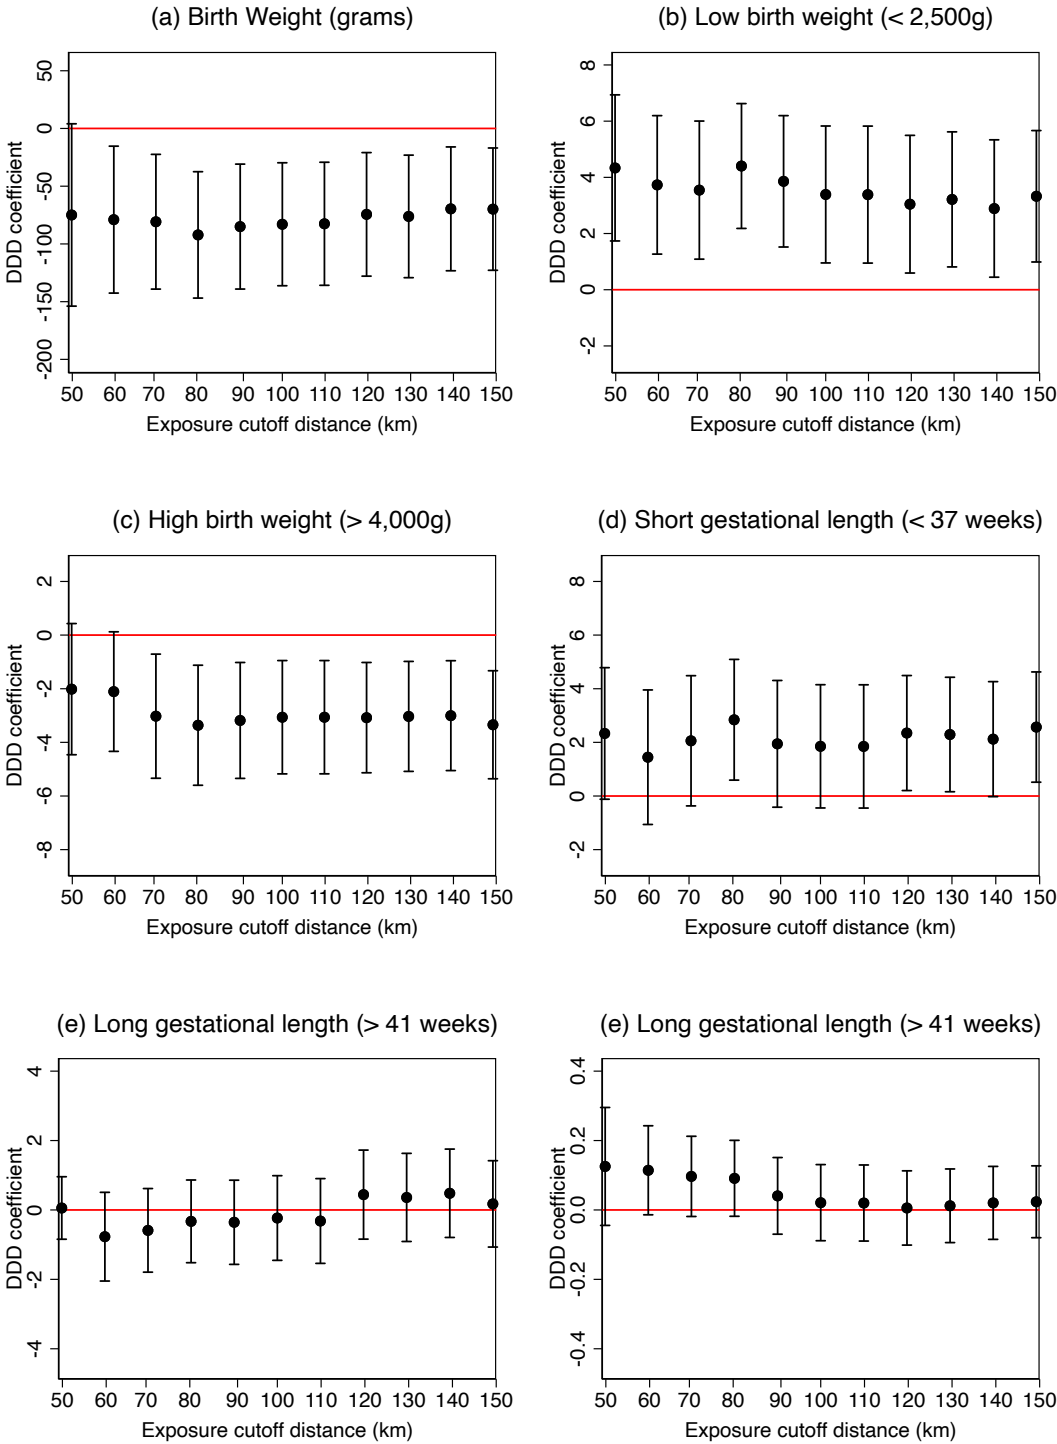 (a) Birth Weight (grams)
DDD coefficient
50
0
-50
-100
-150
-200
50 60 70 80 90 100 110 120 130 140 150
Exposure cutoff distance (km)
(b) Low birth weight (< 2,500g)
DDD coefficient
8
6
4
2
0
-2
50 60 70 80 90 100 110 120 130 140 150
Exposure cutoff distance (km)
(c) High birth weight (> 4,000g)
DDD coefficient
2
0
-2
-4
-6
-8
50 60 70 80 90 100 110 120 130 140 150
Exposure cutoff distance (km)
(d) Short gestational length (< 37 weeks)
DDD coefficient
8
6
4
2
0
-2
50 60 70 80 90 100 110 120 130 140 150
Exposure cutoff distance (km)
(e) Long gestational length (> 41 weeks)
DDD coefficient
4
2
0
-2
-4
50 60 70 80 90 100 110 120 130 140 150
Exposure cutoff distance (km)
(e) Long gestational length (> 41 weeks)
DDD coefficient
0.4
0.2
0.0
-0.2
-0.4
50 60 70 80 90 100 110 120 130 140 150
Exposure cutoff distance (km)